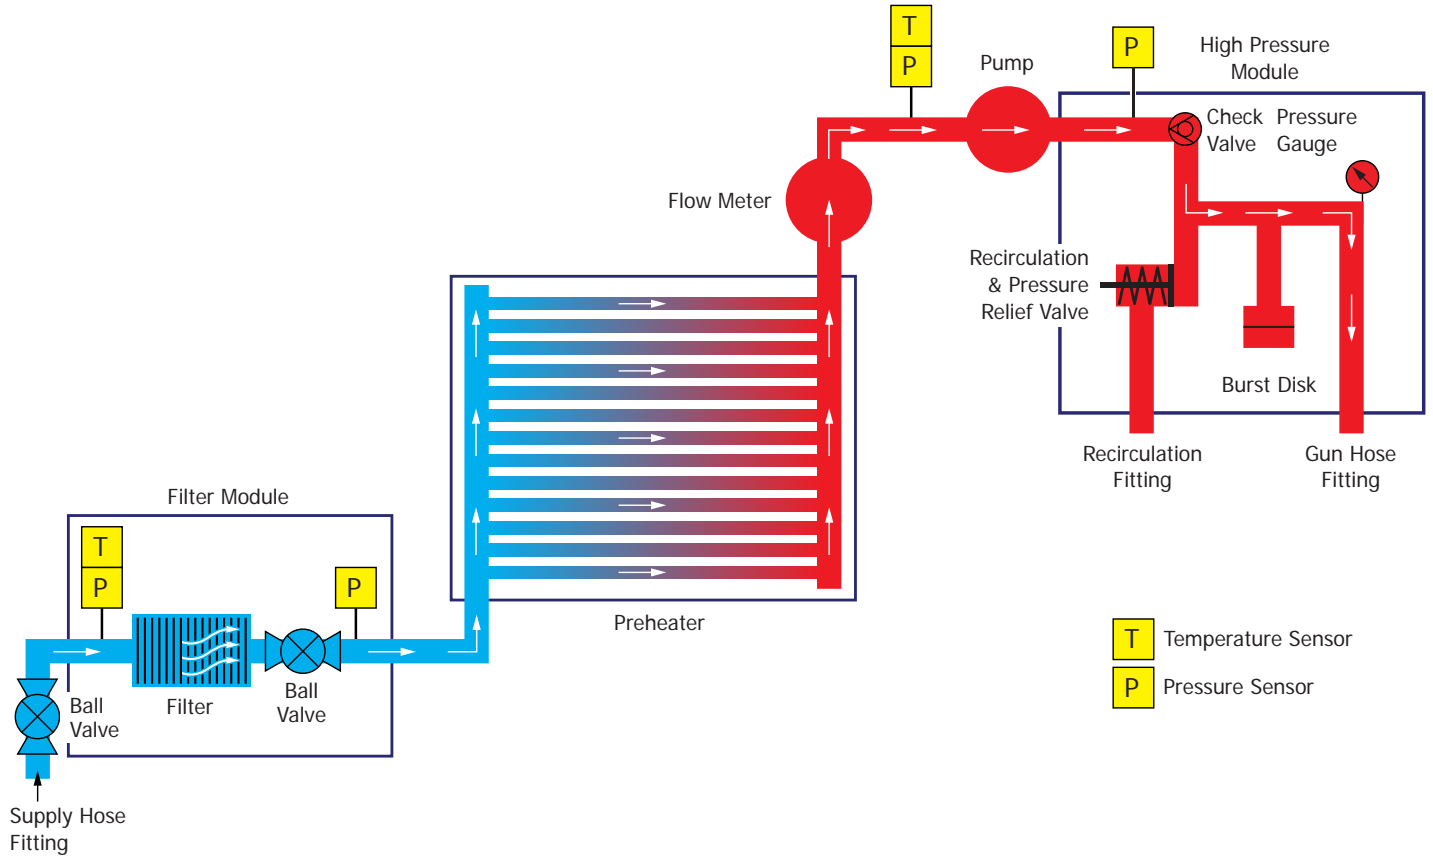 T
P
Pump
P
High Pressure
Module
Check
Valve
Pressure
Gauge
Flow Meter
Recirculation
& Pressure
Relief Valve
Burst Disk
Recirculation
Fitting
Gun Hose
Fitting
Filter Module
T
P
P
Preheater
Ball
Valve
Filter
Ball
Valve
Supply Hose
Fitting
T Temperature Sensor
P Pressure Sensor